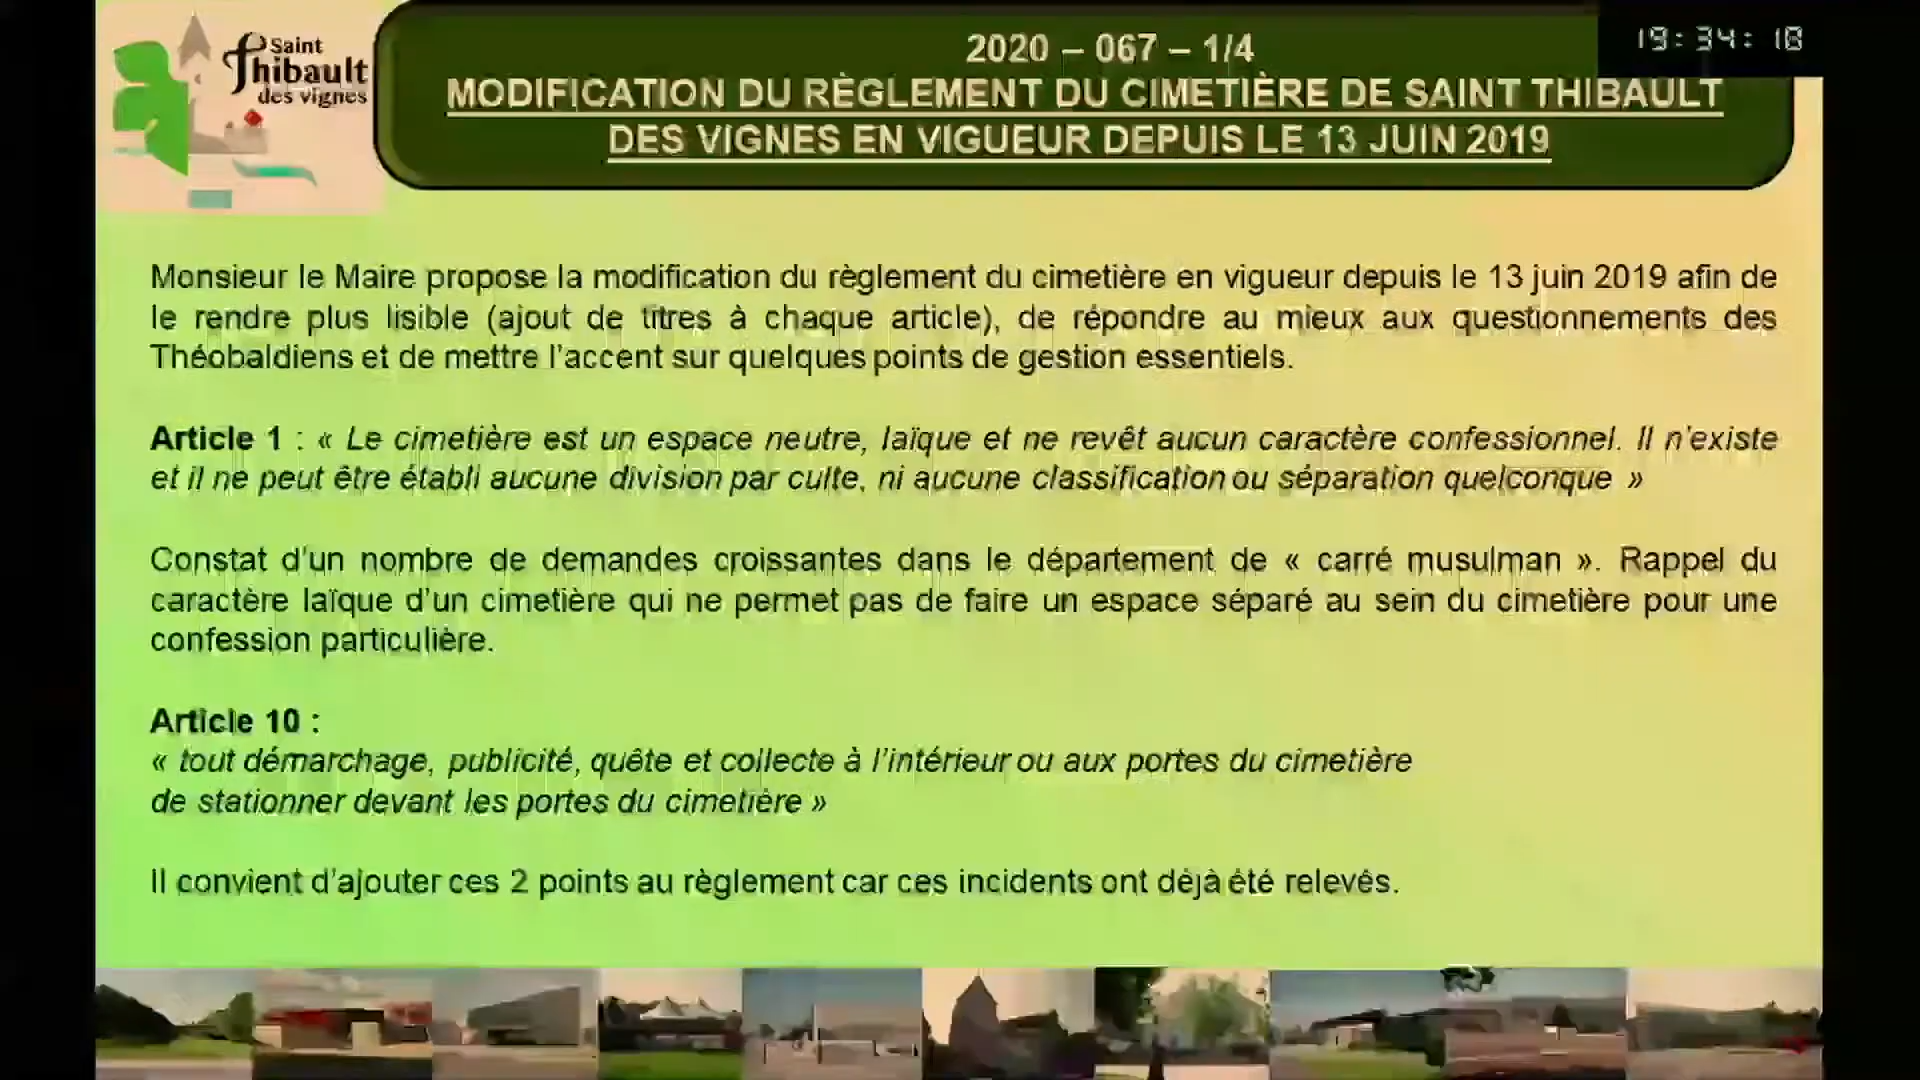 Saint
Thibault
des vignes
2020 – 067 – 1/4
19:34:18
MODIFICATION DU RÈGLEMENT DU CIMETIÈRE DE SAINT THIBAULT
DES VIGNES EN VIGUEUR DEPUIS LE 13 JUIN 2019
Monsieur le Maire propose la modification du règlement du cimetière en vigueur depuis le 13 juin 2019 afin de
le rendre plus lisible (ajout de titres à chaque article), de répondre au mieux aux questionnements des
Théobaldiens et de mettre l'accent sur quelques points de gestion essentiels.
Article 1 : « Le cimetière est un espace neutre, laïque et ne revêt aucun caractère confessionnel. Il n'existe
et il ne peut être établi aucune division par culte, ni aucune classification ou séparation quelconque »
Constat d'un nombre de demandes croissantes dans le département de « carré musulman ». Rappel du
caractère laïque d'un cimetière qui ne permet pas de faire un espace séparé au sein du cimetière pour une
confession particulière.
Article 10 :
« tout démarchage, publicité, quête et collecte à l'intérieur ou aux portes du cimetière
de stationner devant les portes du cimetière »
Il convient d'ajouter ces 2 points au règlement car ces incidents ont déjà été relevés.